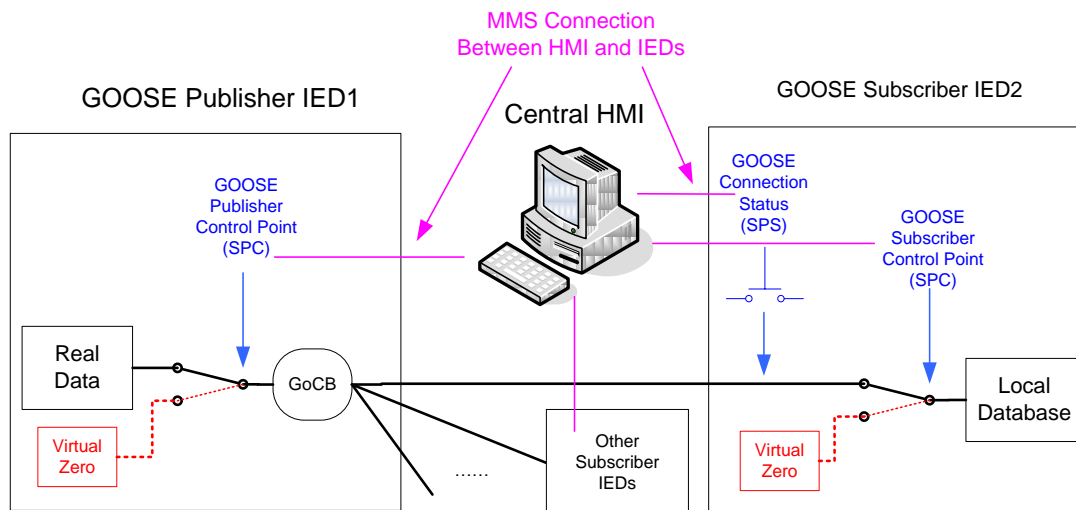 MMS Connection
Between HMI and IEDs
GOOSE Publisher IED1
Central HMI
GOOSE Subscriber IED2
GOOSE
Publisher
Control Point
(SPC)
GOOSE
Connection
Status
(SPS)
GOOSE
Subscriber
Control Point
(SPC)
Real
Data
GoCB
Virtual
Zero
......
Other
Subscriber
IEDs
Virtual
Zero
Local
Database